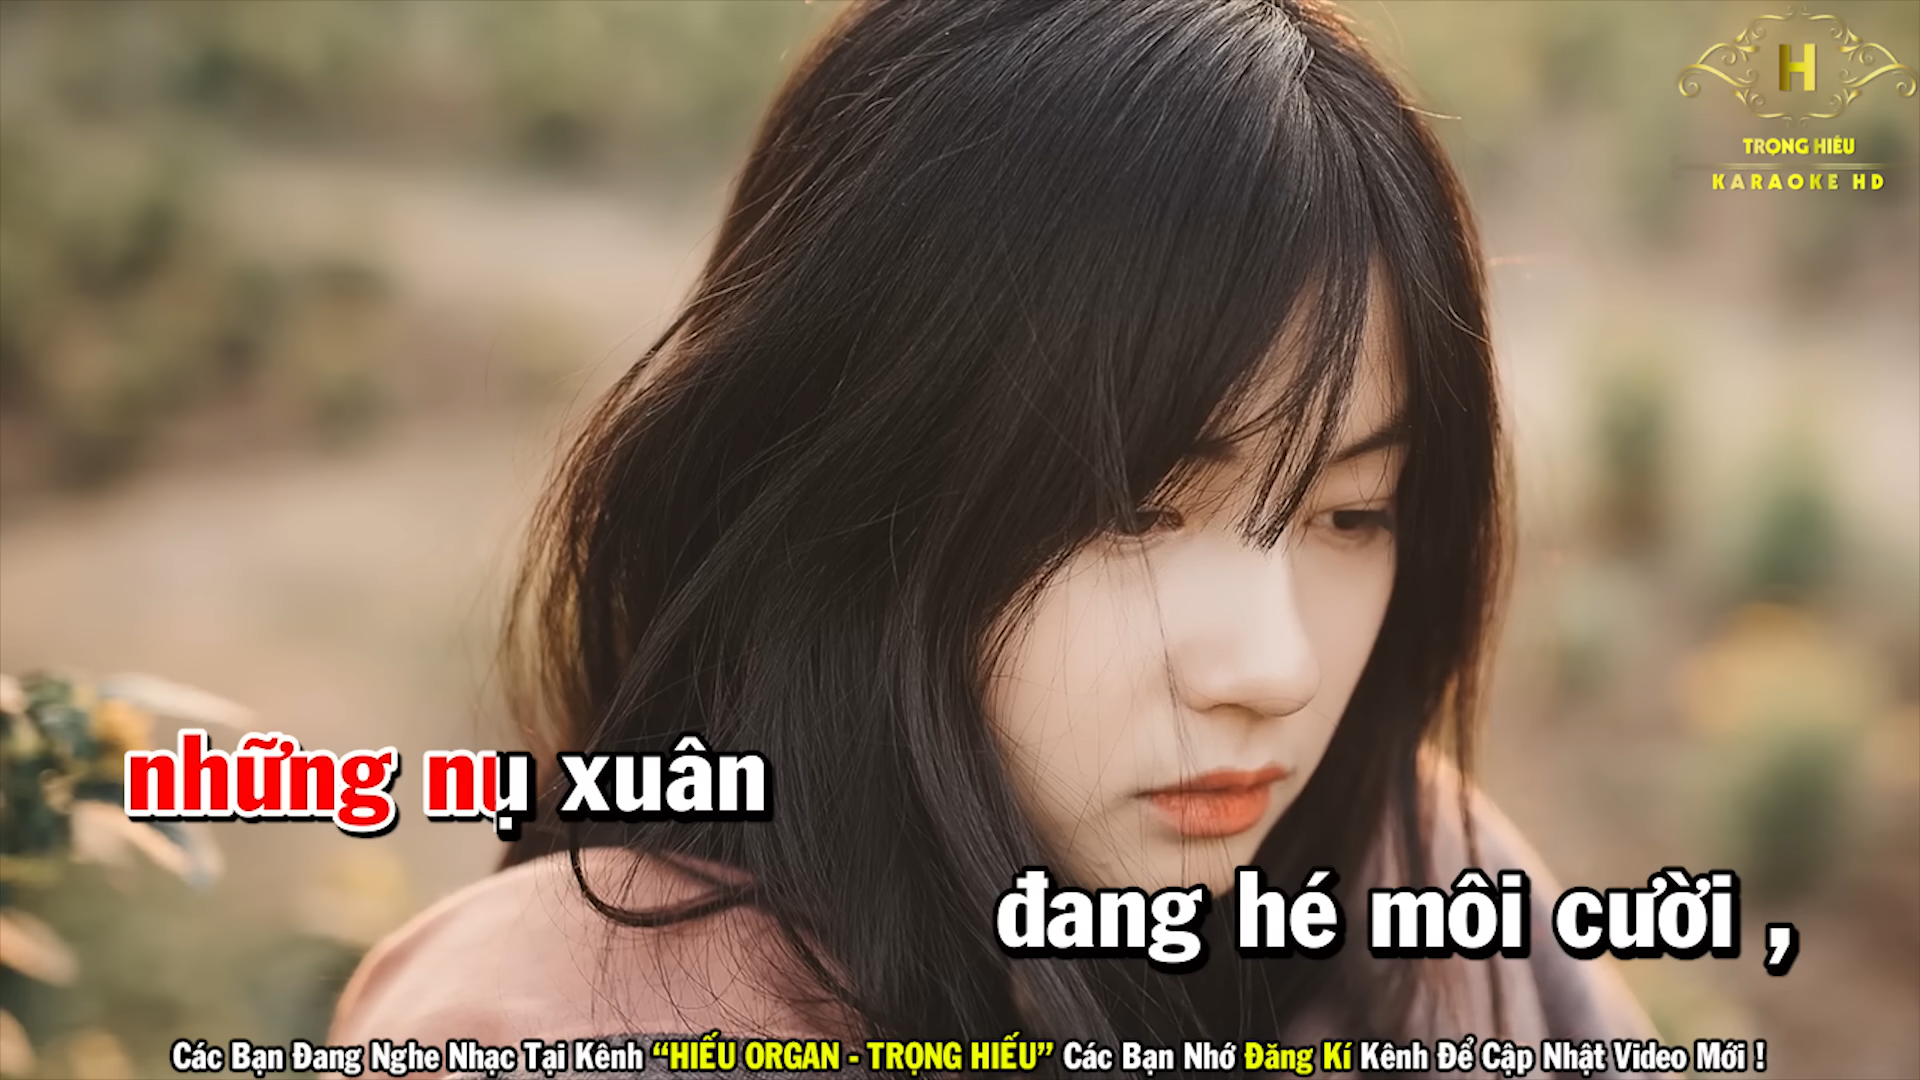 H
TRỌNG HIẾU
KARAOKE HD
những nụ xuân
đang hé môi cười ,
Các Bạn Đang Nghe Nhạc Tại Kênh “HIẾU ORGAN - TRỌNG HIẾU” Các Bạn Nhớ Đăng Kí Kênh Để Cập Nhật Video Mới !